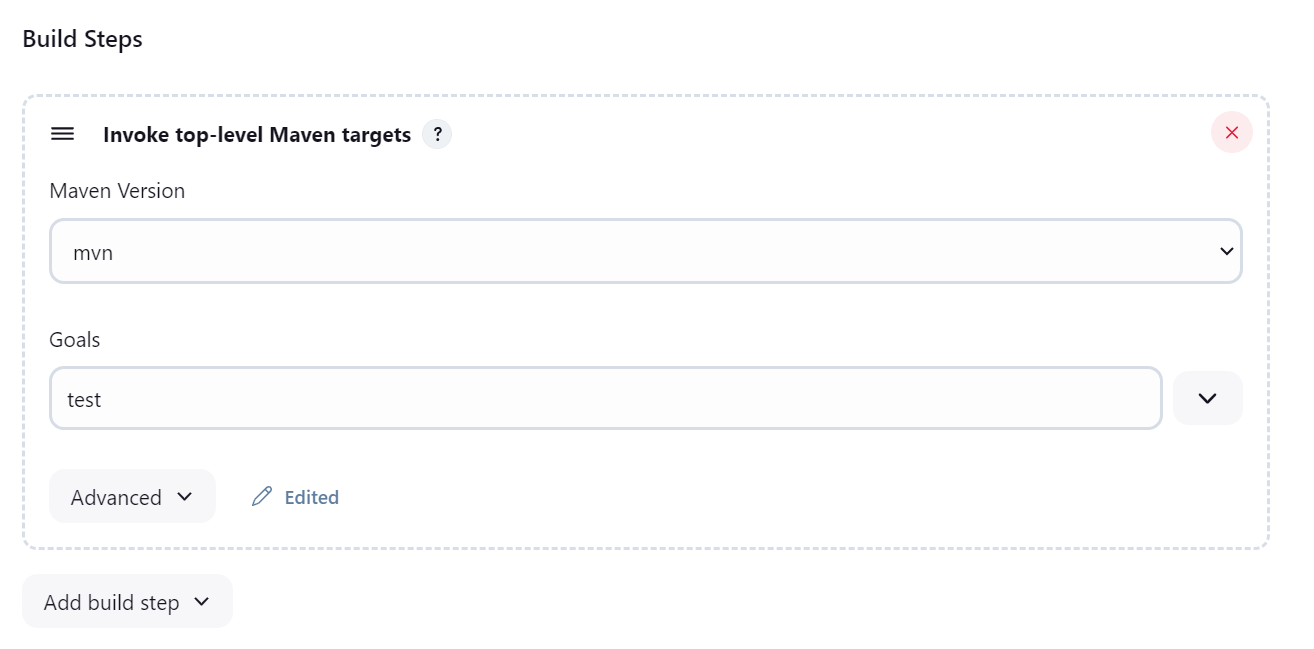 Build Steps
Invoke top-level Maven targets ?
Maven Version
mvn
Goals
test
Advanced Edited
Add build step